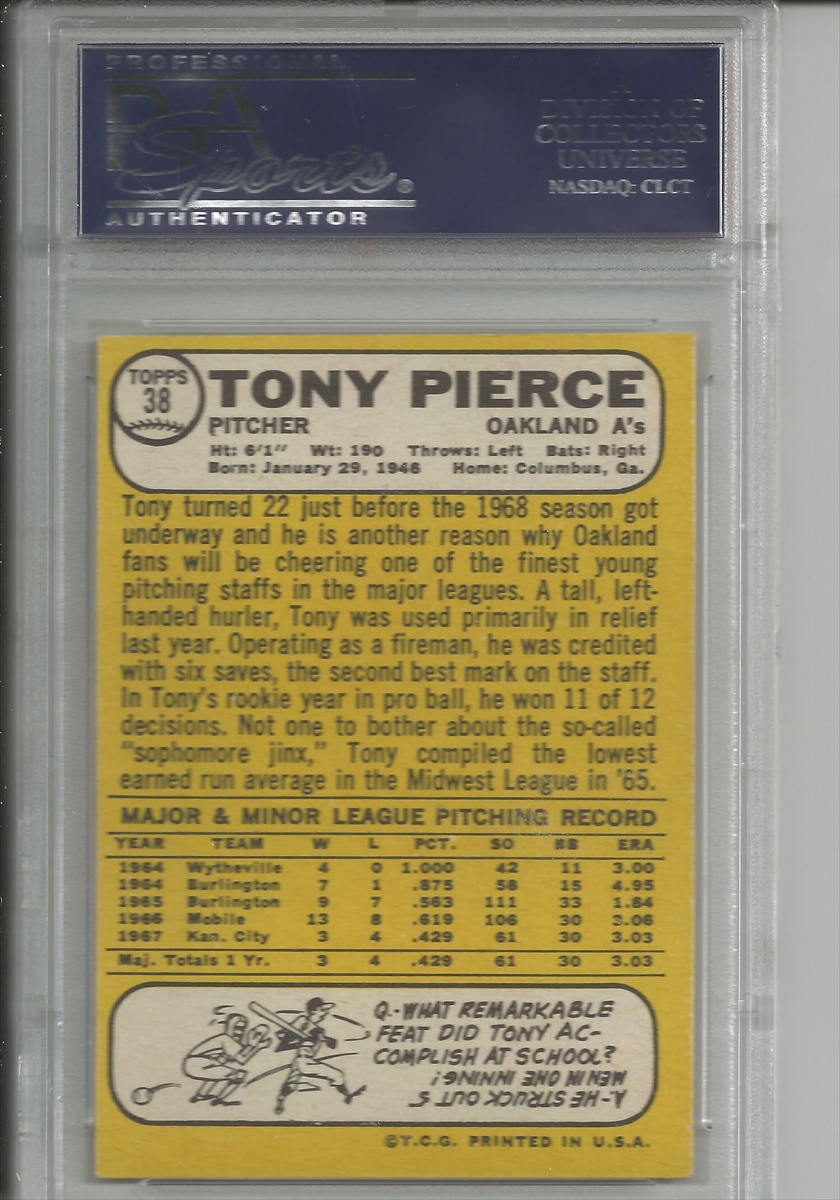 PROFESSIONAL
PSA
Sports®
AUTHENTICATOR
A
DIVISION OF
COLLECTORS
UNIVERSE
NASDAQ: CLCT
TOPPS
38
TONY PIERCE
PITCHER OAKLAND A's
Ht: 6'1" Wt: 190 Throws: Left Bats: Right
Born: January 29, 1946 Home: Columbus, Ga.
Tony turned 22 just before the 1968 season got
underway and he is another reason why Oakland
fans will be cheering one of the finest young
pitching staffs in the major leagues. A tall, left-
handed hurler, Tony was used primarily in relief
last year. Operating as a fireman, he was credited
with six saves, the second best mark on the staff.
In Tony's rookie year in pro ball, he won 11 of 12
decisions. Not one to bother about the so-called
"sophomore jinx," Tony compiled the lowest
earned run average in the Midwest League in '65.
MAJOR & MINOR LEAGUE PITCHING RECORD
YEAR TEAM W L PCT. SO BB ERA
1964 Wytheville 4 0 1.000 42 11 3.00
1964 Burlington 7 1 .875 58 15 4.95
1965 Burlington 9 7 .563 111 33 1.84
1966 Mobile 13 8 .619 106 30 3.06
1967 Kan. City 3 4 .429 61 30 3.03
Maj. Totals 1 Yr. 3 4 .429 61 30 3.03
Q.-WHAT REMARKABLE
FEAT DID TONY AC-
COMPLISH AT SCHOOL?
A-HE STRUCK OUT 5
MEN IN ONE INNING!
©T.C.G. PRINTED IN U.S.A.